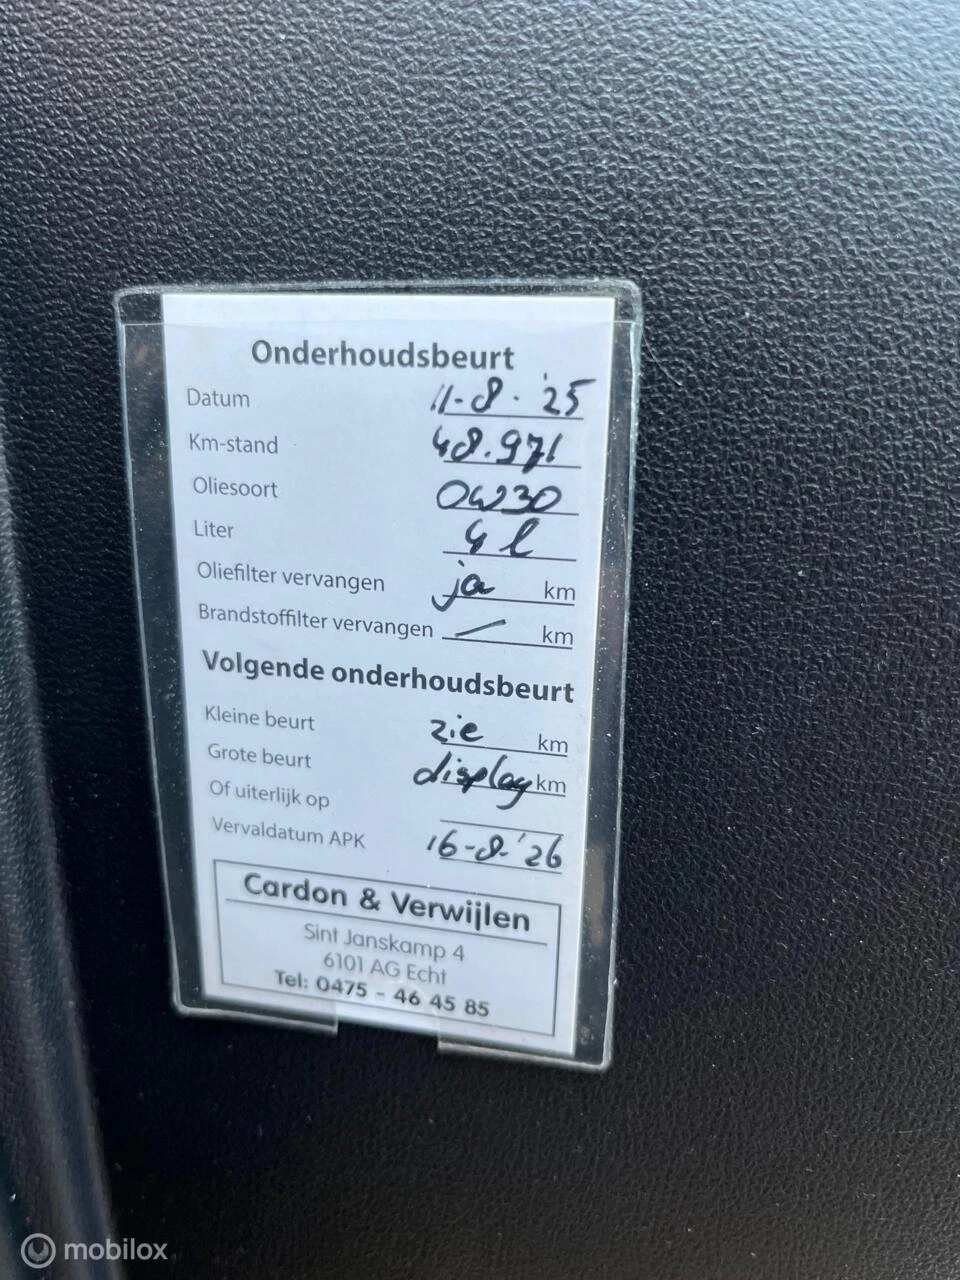 Onderhoudsbeurt
Datum 11-8-'25
Km-stand 48.971
Oliesoort 0W30
Liter 4 l
Oliefilter vervangen ja km
Brandstoffilter vervangen / km
Volgende onderhoudsbeurt
Kleine beurt zie km
Grote beurt display km
Of uiterlijk op
Vervaldatum APK 16-8-'26
Cardon & Verwijlen
Sint Janskamp 4
6101 AG Echt
Tel: 0475 - 46 45 85
mobilox